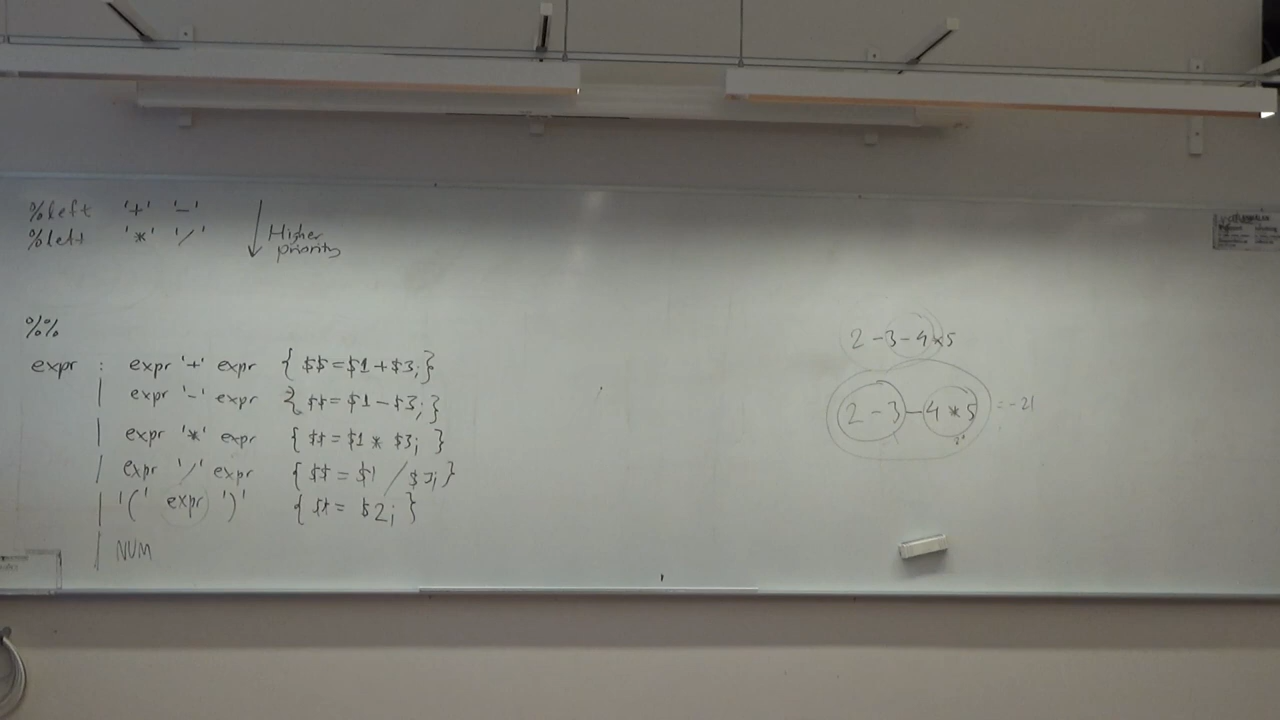 %left '+' '-'
%left '*' '/'
Higher
priority
%%
expr : expr '+' expr { $$=$1+$3;}
| expr '-' expr { $$=$1-$3;}
| expr '*' expr { $$=$1 * $3; }
| expr '/' expr { $$=$1 / $3;}
| '(' expr ')' { $$= $2; }
| NUM
2-3-4*5
2-3-4*5 =-21